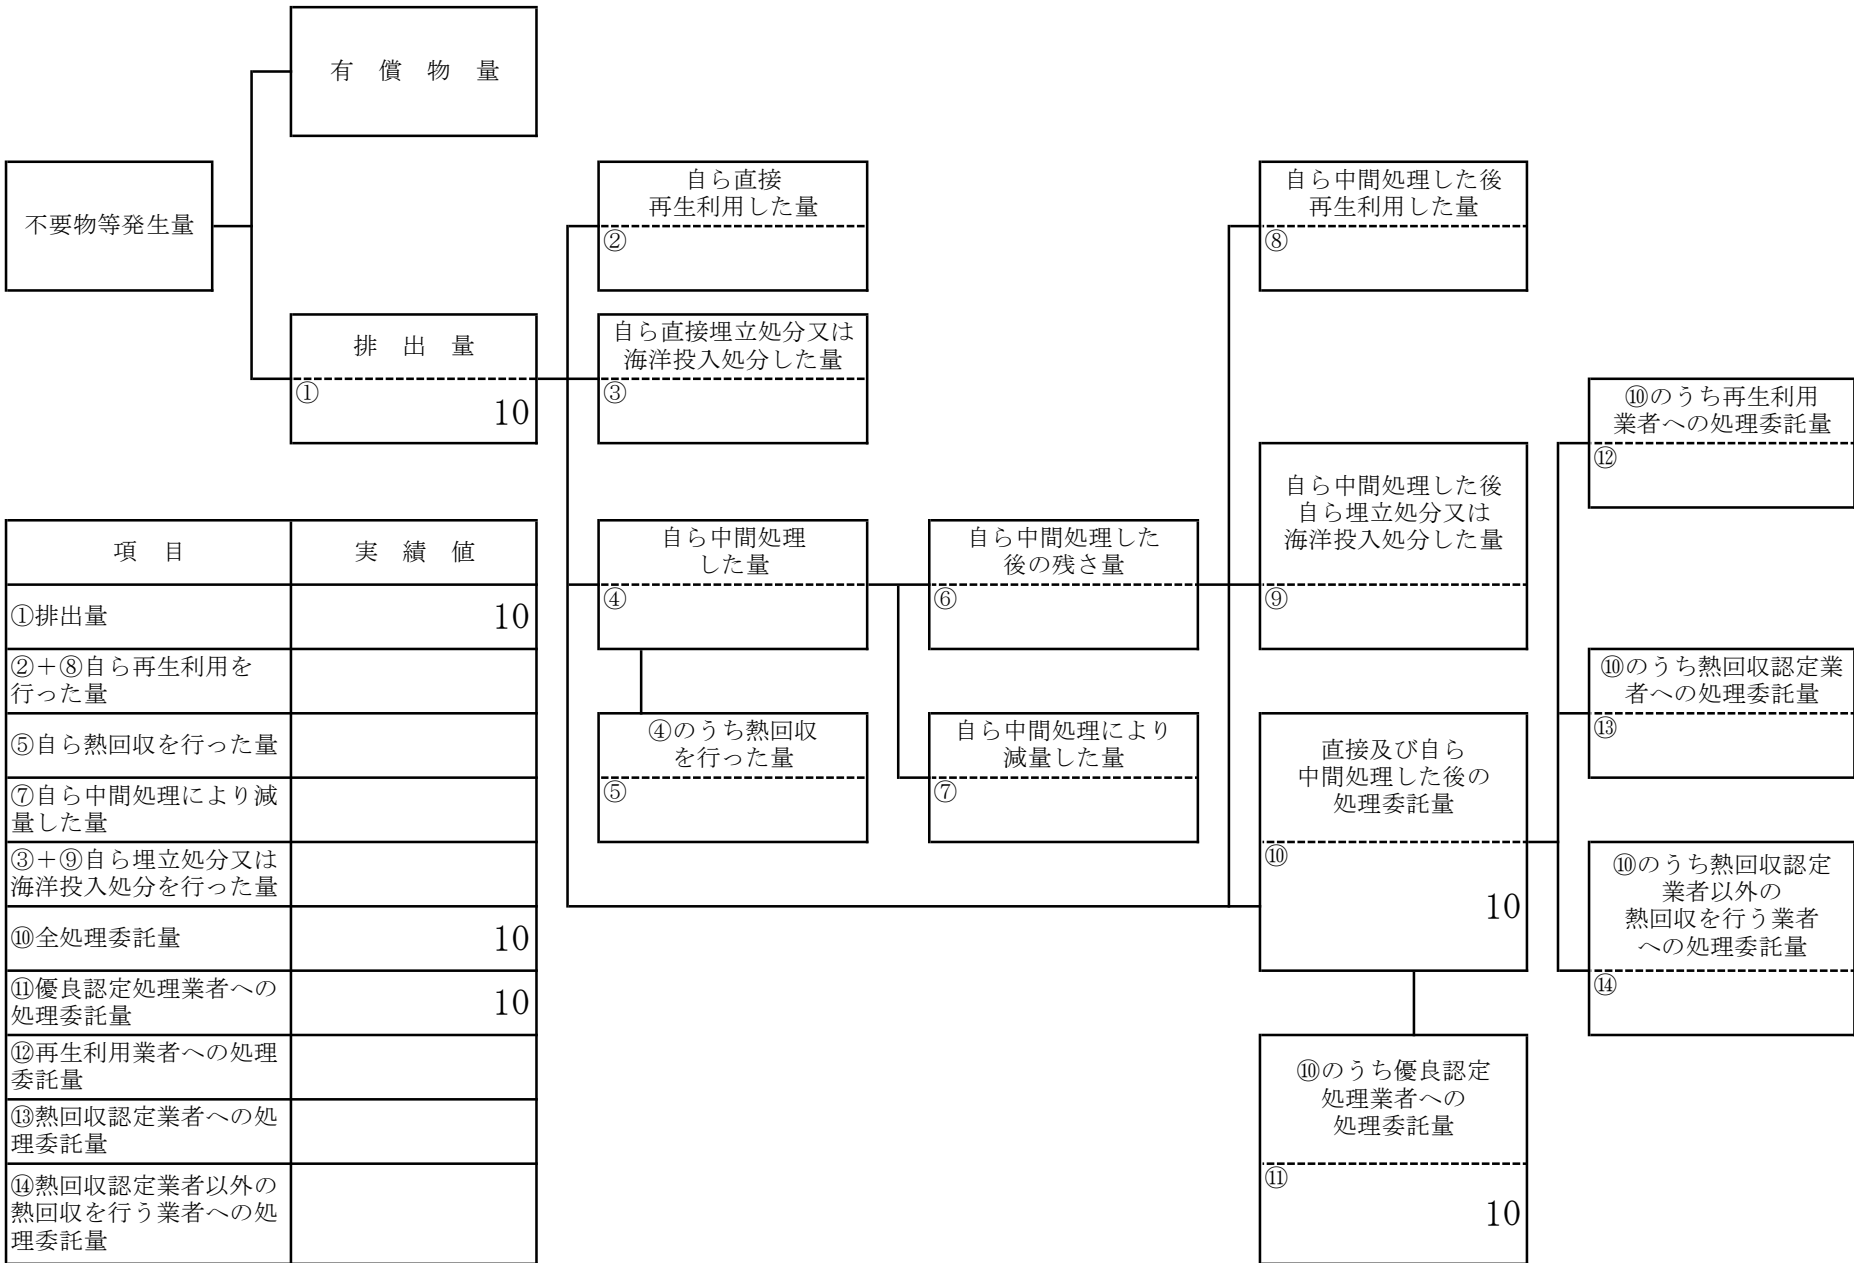 有 償 物 量
不要物等発生量
排 出 量
①
10
自ら直接
再生利用した量
②
自ら直接埋立処分又は
海洋投入処分した量
③
自ら中間処理
した量
④
④のうち熱回収
を行った量
⑤
自ら中間処理した
後の残さ量
⑥
自ら中間処理により
減量した量
⑦
自ら中間処理した後
再生利用した量
⑧
自ら中間処理した後
自ら埋立処分又は
海洋投入処分した量
⑨
直接及び自ら
中間処理した後の
処理委託量
⑩
10
⑩のうち優良認定
処理業者への
処理委託量
⑪
10
⑩のうち再生利用
業者への処理委託量
⑫
⑩のうち熱回収認定業
者への処理委託量
⑬
⑩のうち熱回収認定
業者以外の
熱回収を行う業者
への処理委託量
⑭
項 目
実 績 値
①排出量
10
②+⑧自ら再生利用を
行った量
⑤自ら熱回収を行った量
⑦自ら中間処理により減
量した量
③+⑨自ら埋立処分又は
海洋投入処分を行った量
⑩全処理委託量
10
⑪優良認定処理業者への
処理委託量
10
⑫再生利用業者への処理
委託量
⑬熱回収認定業者への処
理委託量
⑭熱回収認定業者以外の
熱回収を行う業者への処
理委託量